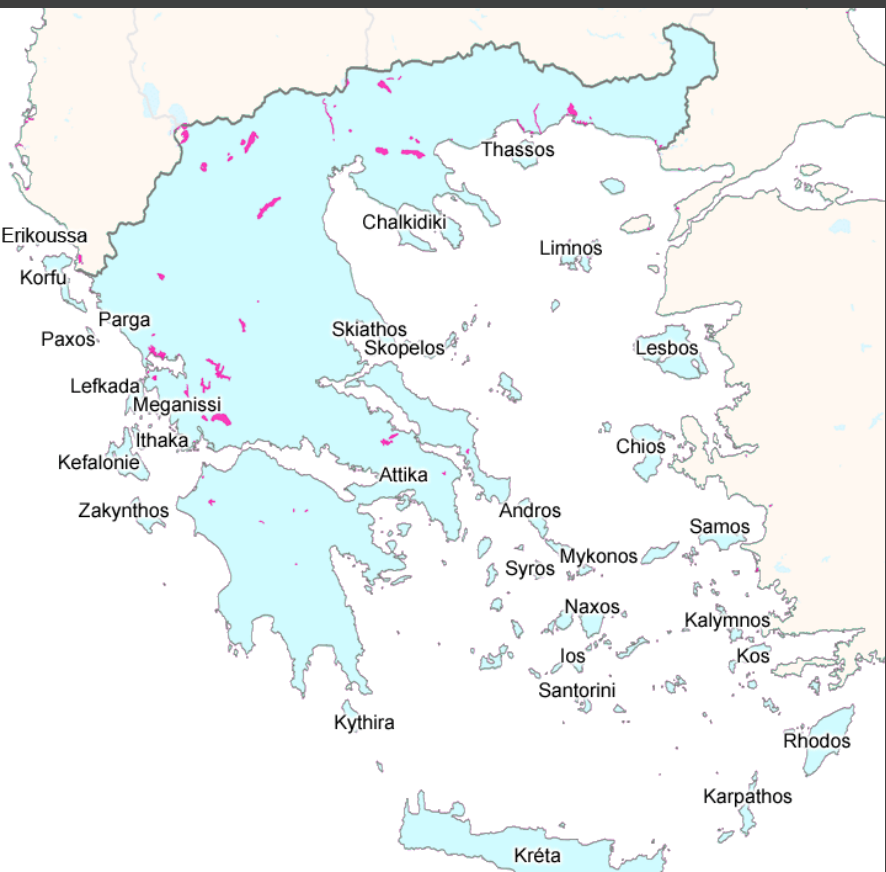 Thassos
Chalkidiki
Erikoussa
Limnos
Korfu
Parga
Skiathos
Paxos
Skopelos
Lesbos
Lefkada
Meganissi
Ithaka
Chios
Kefalonie
Attika
Zakynthos
Andros
Samos
Mykonos
Syros
Naxos
Kalymnos
Ios
Kos
Santorini
Kythira
Rhodos
Karpathos
Kréta